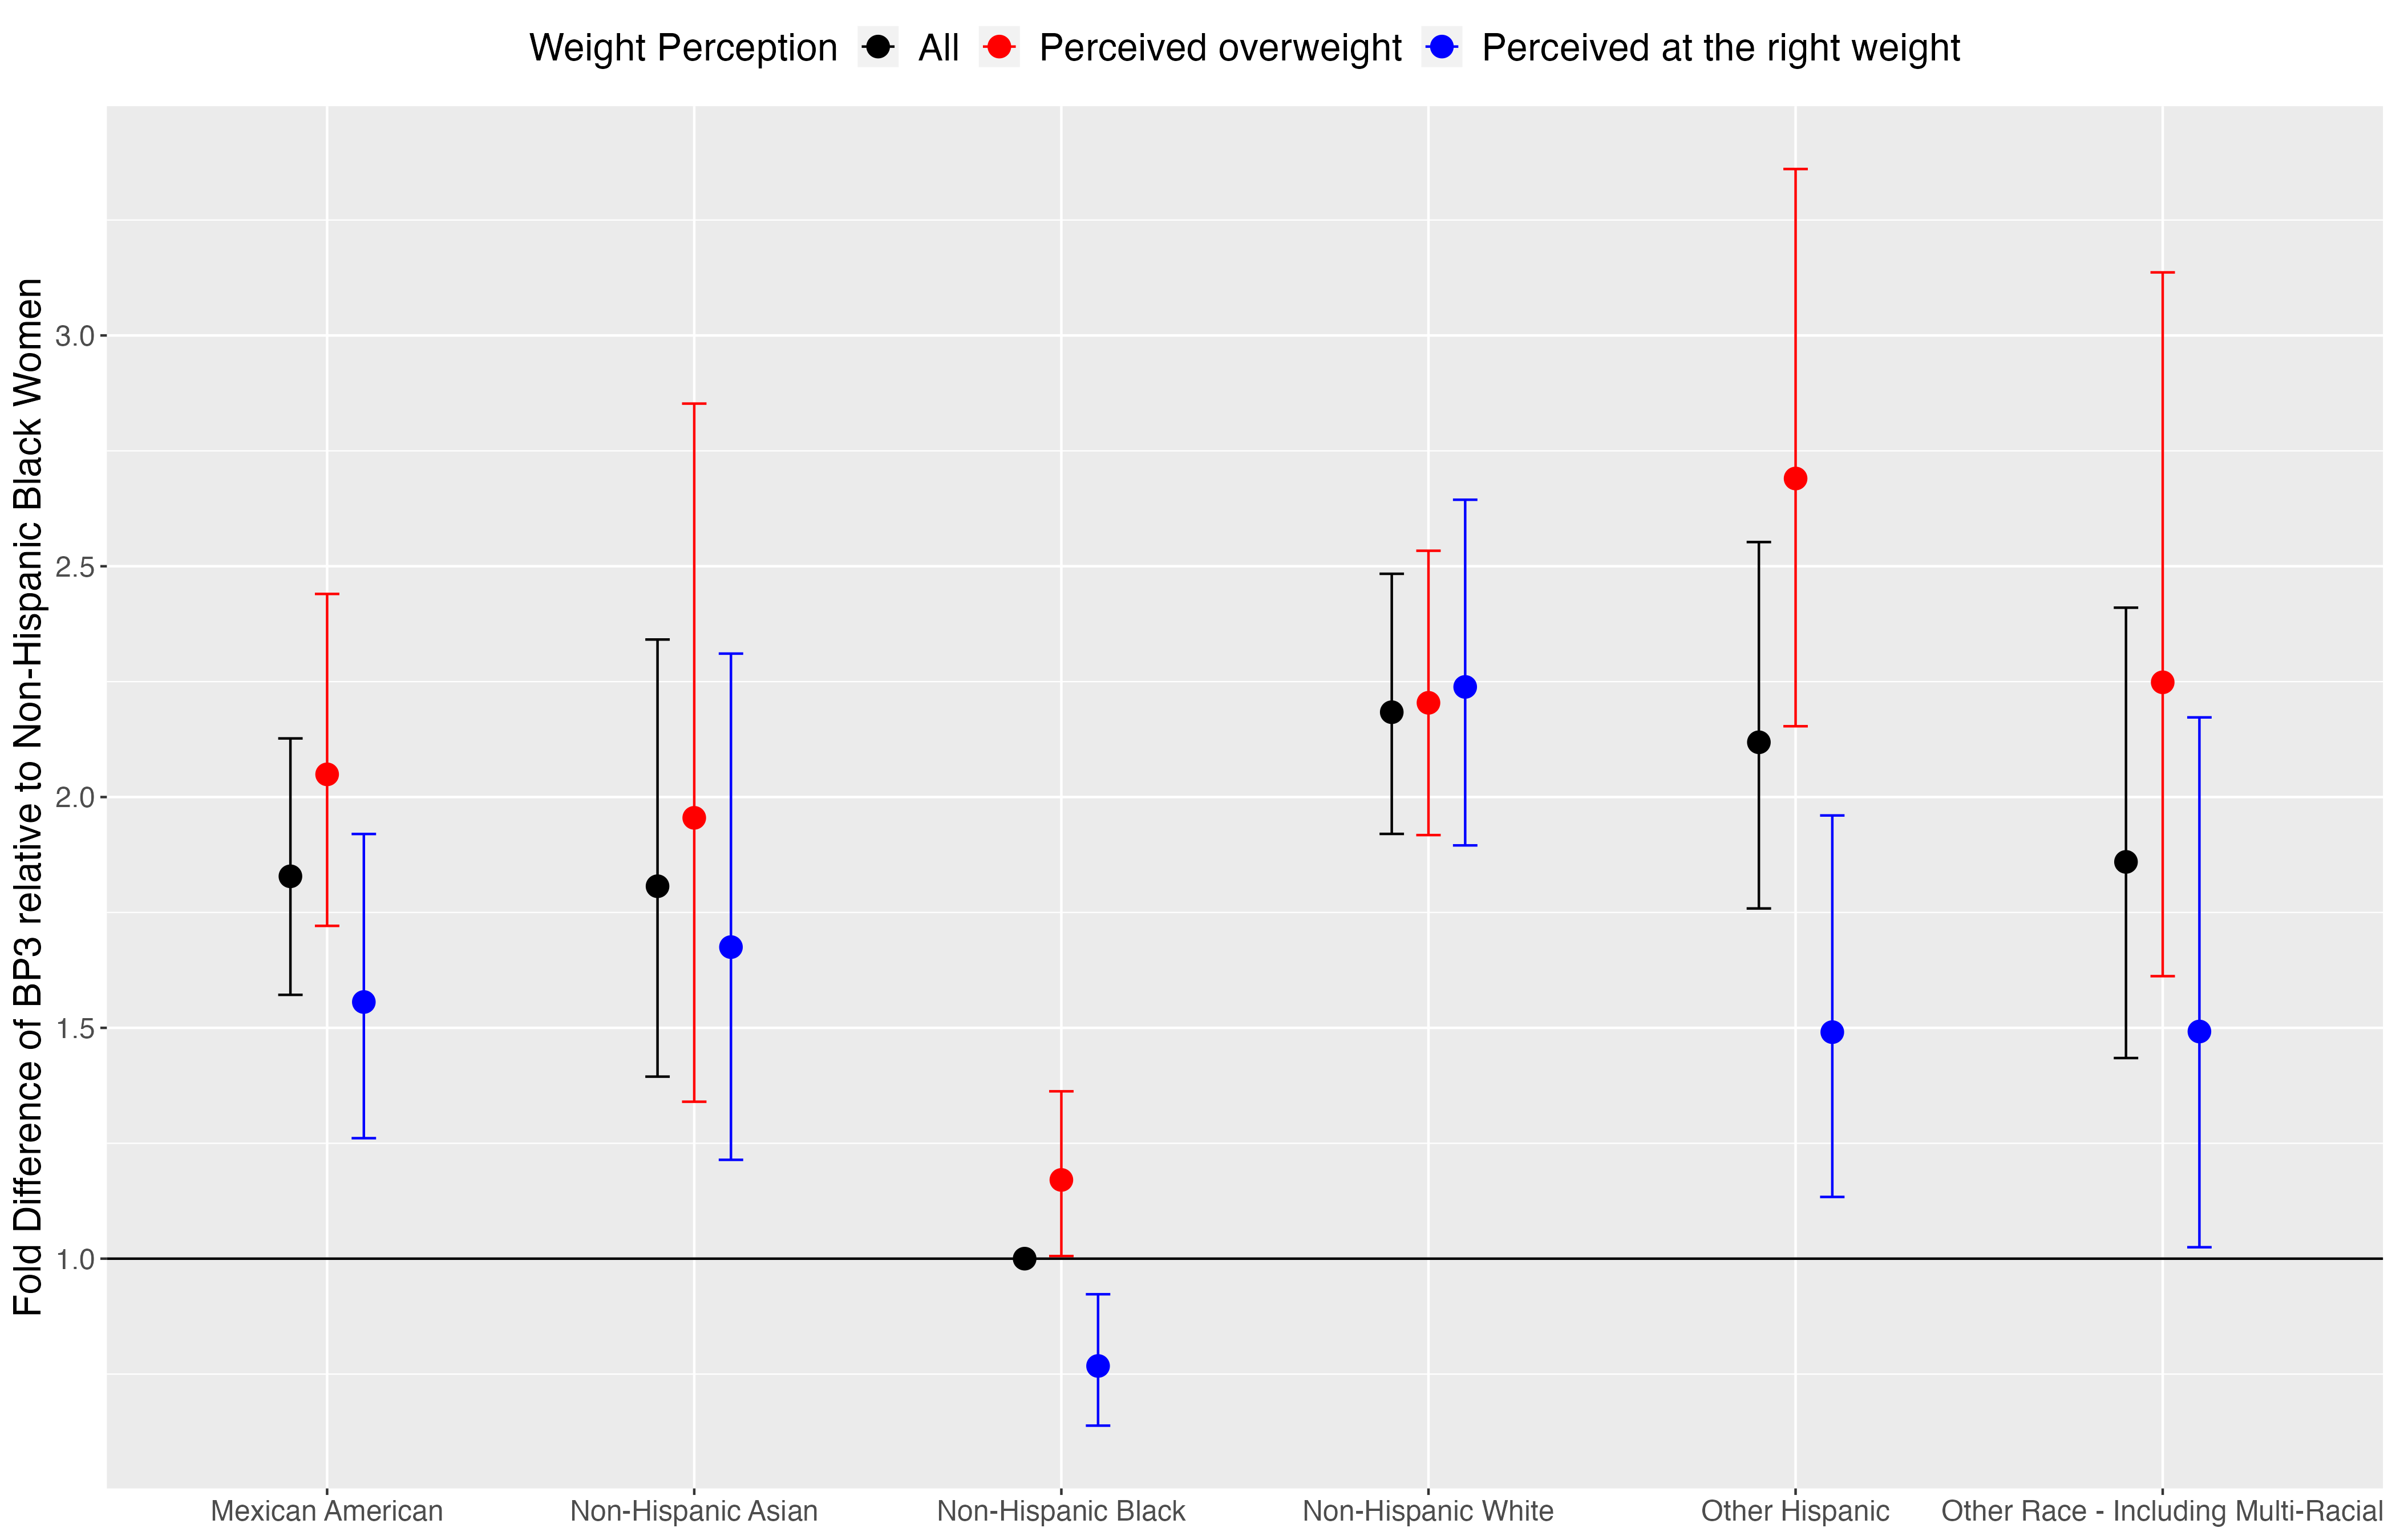 Weight Perception All Perceived overweight Perceived at the right weight
Fold Difference of BP3 relative to Non-Hispanic Black Women
3.0
2.5
2.0
1.5
1.0
Mexican American Non-Hispanic Asian Non-Hispanic Black Non-Hispanic White Other Hispanic Other Race - Including Multi-Racial